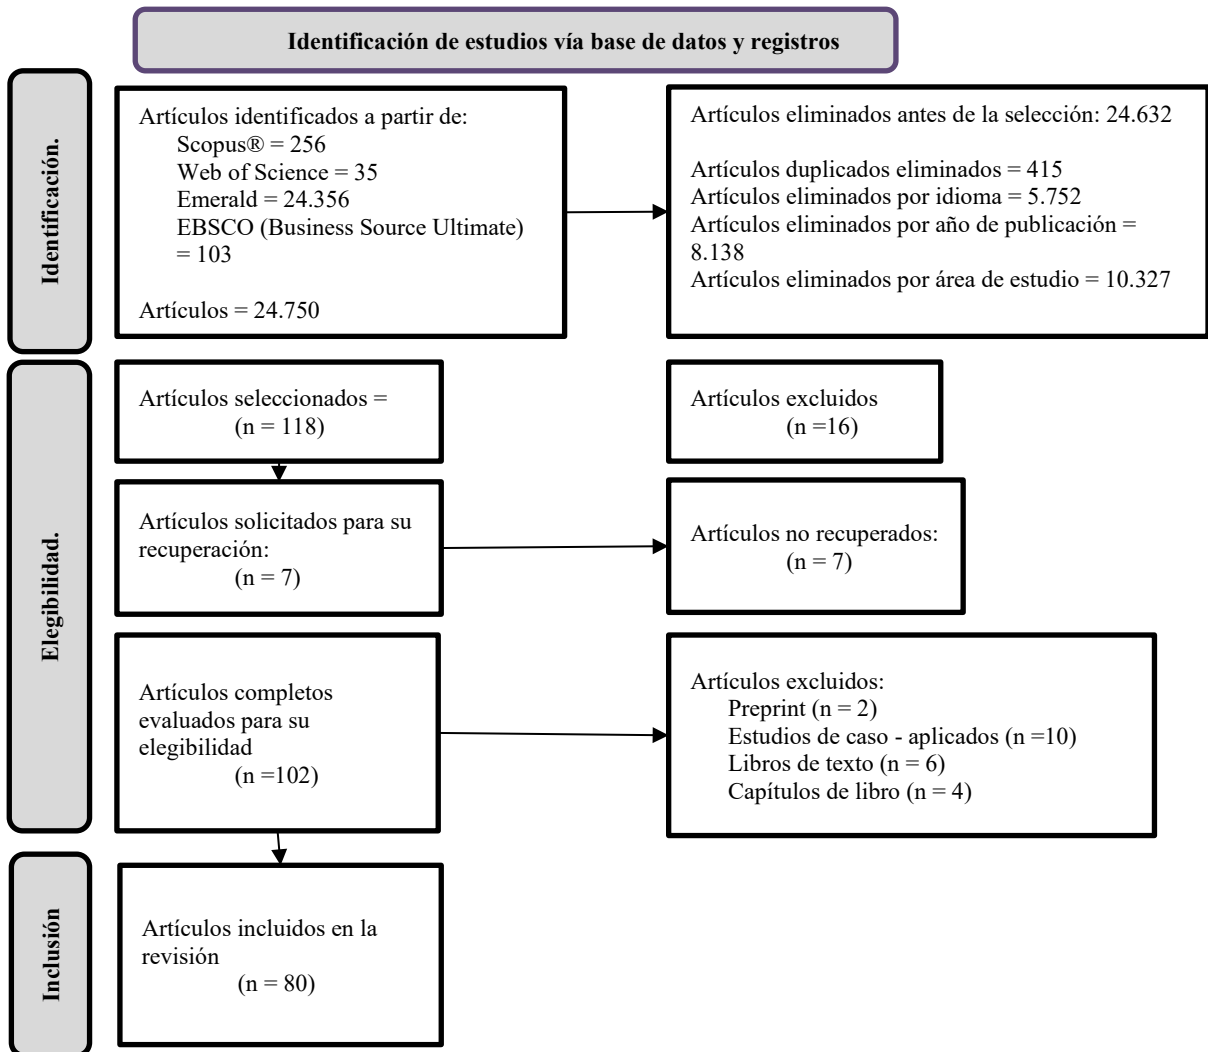 Identificación de estudios vía base de datos y registros
Identificación.
Artículos identificados a partir de:
Scopus® = 256
Web of Science = 35
Emerald = 24.356
EBSCO (Business Source Ultimate)
= 103
Artículos = 24.750
Artículos eliminados antes de la selección: 24.632
Artículos duplicados eliminados = 415
Artículos eliminados por idioma = 5.752
Artículos eliminados por año de publicación =
8.138
Artículos eliminados por área de estudio = 10.327
Elegibilidad.
Artículos seleccionados =
(n = 118)
Artículos excluidos
(n =16)
Artículos solicitados para su
recuperación:
(n = 7)
Artículos no recuperados:
(n = 7)
Artículos completos
evaluados para su
elegibilidad
(n =102)
Artículos excluidos:
Preprint (n = 2)
Estudios de caso - aplicados (n =10)
Libros de texto (n = 6)
Capítulos de libro (n = 4)
Inclusión
Artículos incluidos en la
revisión
(n = 80)